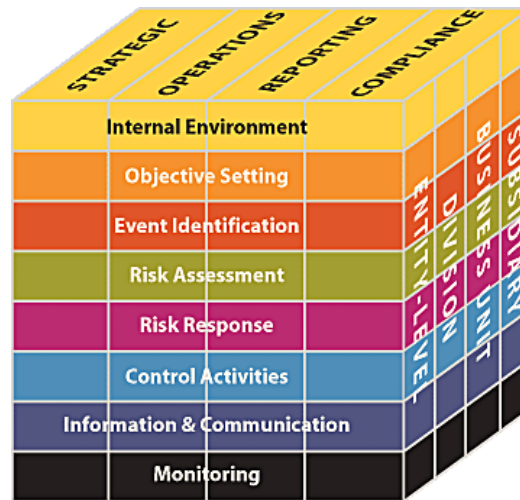 STRATEGIC
OPERATIONS
REPORTING
COMPLIANCE
Internal Environment
Objective Setting
Event Identification
Risk Assessment
Risk Response
Control Activities
Information & Communication
Monitoring
ENTITY-LEVEL
DIVISION
BUSINESS UNIT
SUBSIDIARY